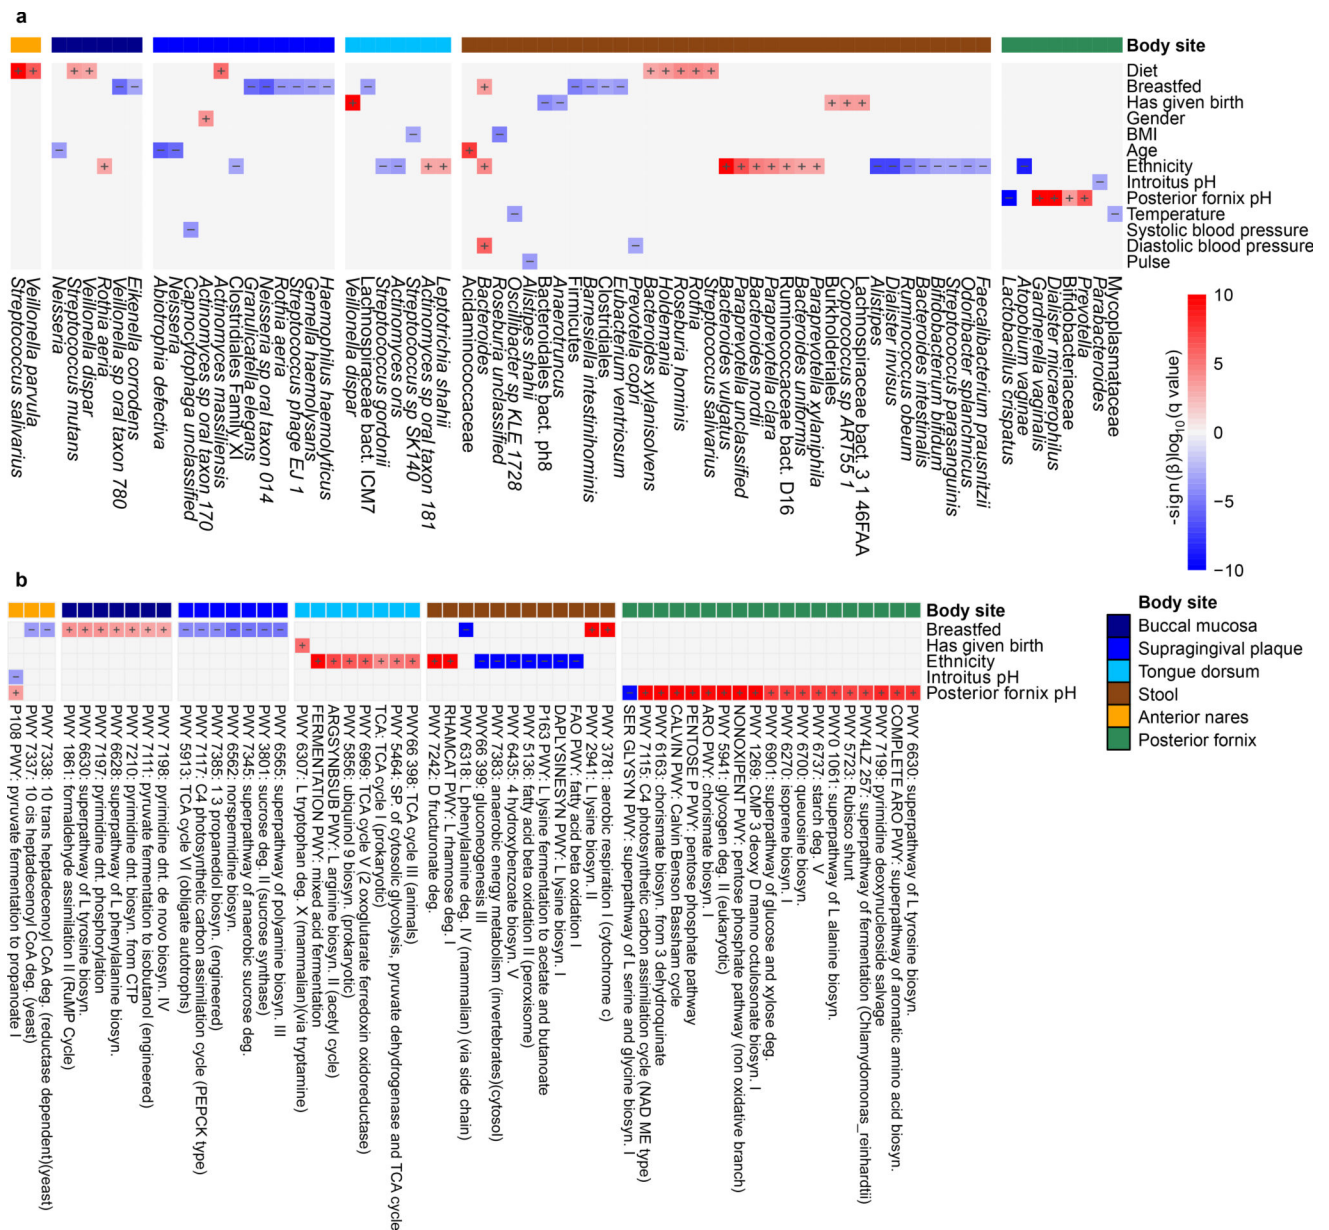 a
Body site
Diet
Breastfed
Has given birth
Gender
BMI
Age
Ethnicity
Introitus pH
Posterior fornix pH
Temperature
Systolic blood pressure
Diastolic blood pressure
Pulse
Streptococcus salivarius
Veillonella parvula
Neisseria
Streptococcus mutans
Veillonella dispar
Rothia aeria
Veillonella sp oral taxon 780
Eikenella corrodens
Abiotrophia defectiva
Neisseria
Capnocytophaga unclassified
Actinomyces sp oral taxon 170
Actinomyces massiliensis
Clostridiales Family XI
Granulicatella elegans
Neisseria sp oral taxon 014
Rothia aeria
Streptococcus phage EJ 1
Gemella haemolysans
Haemophilus haemolyticus
Veillonella dispar
Lachnospiraceae bact. ICM7
Streptococcus gordonii
Actinomyces oris
Streptococcus sp SK140
Actinomyces sp oral taxon 181
Leptotrichia shahii
Acidaminococcaceae
Bacteroides
Roseburia unclassified
Oscillibacter sp KLE 1728
Alistipes shahii
Bacteroidales bact. ph8
Anaerotruncus
Firmicutes
Barnesiella intestinihominis
Clostridiales
Eubacterium ventriosum
Prevotella copri
Bacteroides xylanisolvens
Holdemania
Roseburia hominis
Rothia
Streptococcus salivarius
Bacteroides vulgatus
Paraprevotella unclassified
Bacteroides nordii
Paraprevotella clara
Ruminococcaceae bact. D16
Bacteroides uniformis
Paraprevotella xylaniphila
Burkholderiales
Coprococcus sp ART55 1
Lachnospiraceae bact. 3 1 46FAA
Alistipes
Dialister invisus
Ruminococcus obeum
Bacteroides intestinalis
Bifidobacterium bifidum
Streptococcus parasanguinis
Odoribacter splanchnicus
Faecalibacterium prausnitzii
Lactobacillus crispatus
Atopobium vaginae
Gardnerella vaginalis
Dialister micraerophilus
Bifidobacteriaceae
Prevotella
Parabacteroides
Mycoplasmataceae
10
5
0
−5
−10
-sign (ρ)(log10(q value)
b
Body site
Breastfed
Has given birth
Ethnicity
Introitus pH
Posterior fornix pH
P108 PWY: pyruvate fermentation to propanoate I
PWY 7337: 10 cis heptadecenoyl CoA deg. (yeast)
PWY 7338: 10 trans heptadecenoyl CoA deg. (reductase dependent)(yeast)
PWY 1861: formaldehyde assimilation II (RuMP Cycle)
PWY 6630: superpathway of L tyrosine biosyn.
PWY 7197: pyrimidine dnt. phosphorylation
PWY 6628: superpathway of L phenylalanine biosyn.
PWY 7210: pyrimidine dnt. biosyn. from CTP
PWY 7111: pyruvate fermentation to isobutanol (engineered)
PWY 7198: pyrimidine dnt. de novo biosyn. IV
PWY 5913: TCA cycle VI (obligate autotrophs)
PWY 7117: C4 photosynthetic carbon assimilation cycle (PEPCK type)
PWY 7385: 1 3 propanediol biosyn. (engineered)
PWY 6562: norspermidine biosyn.
PWY 7345: superpathway of anaerobic sucrose deg.
PWY 3801: sucrose deg. II (sucrose synthase)
PWY 6565: superpathway of polyamine biosyn. III
PWY 6307: L tryptophan deg. X (mammalian)(via tryptamine)
FERMENTATION PWY: mixed acid fermentation
ARGSYNBSUB PWY: L arginine biosyn. II (acetyl cycle)
PWY 5856: ubiquinol 9 biosyn. (prokaryotic)
PWY 6969: TCA cycle V (2 oxoglutarate ferredoxin oxidoreductase)
TCA: TCA cycle I (prokaryotic)
PWY 5464: SP. of cytosolic glycolysis, pyruvate dehydrogenase and TCA cycle
PWY66 398: TCA cycle III (animals)
PWY 7242: D fructuronate deg.
RHAMCAT PWY: L rhamnose deg. I
PWY 6318: L phenylalanine deg. IV (mammalian) (via side chain)
PWY 66 399: gluconeogenesis III
PWY 7383: anaerobic energy metabolism (invertebrates)(cytosol)
PWY 6435: 4 hydroxybenzoate biosyn. V
PWY 5136: fatty acid beta oxidation II (peroxisome)
P163 PWY: L lysine fermentation to acetate and butanoate
DAPLYSINESYN PWY: L lysine biosyn. I
FAO PWY: fatty acid beta oxidation I
PWY 2941: L lysine biosyn. II
PWY 3781: aerobic respiration I (cytochrome c)
SER GLYSYN PWY: superpathway of L serine and glycine biosyn. I
PWY 7115: C4 photosynthetic carbon assimilation cycle (NAD ME type)
PWY 6163: chorismate biosyn. from 3 dehydroquinate
CALVIN PWY: Calvin Benson Bassham cycle
PENTOSE P PWY: pentose phosphate pathway
ARO PWY: chorismate biosyn. I
PWY 5941: glycogen deg. II (eukaryotic)
NONOXIPENT PWY: pentose phosphate pathway (non oxidative branch)
PWY 1269: CMP 3 deoxy D manno octulosonate biosyn. I
PWY 6901: superpathway of glucose and xylose deg.
PWY 6270: isoprene biosyn. I
PWY 6700: queuosine biosyn.
PWY 6737: starch deg. V
PWY0 1061: superpathway of L alanine biosyn.
PWY 5723: Rubisco shunt
PWY4LZ 257: superpathway of fermentation (Chlamydomonas_reinhardtii)
PWY 7199: pyrimidine deoxynucleoside salvage
COMPLETE ARO PWY: superpathway of aromatic amino acid biosyn.
PWY 6630: superpathway of L tyrosine biosyn.
Body site
Buccal mucosa
Supragingival plaque
Tongue dorsum
Stool
Anterior nares
Posterior fornix